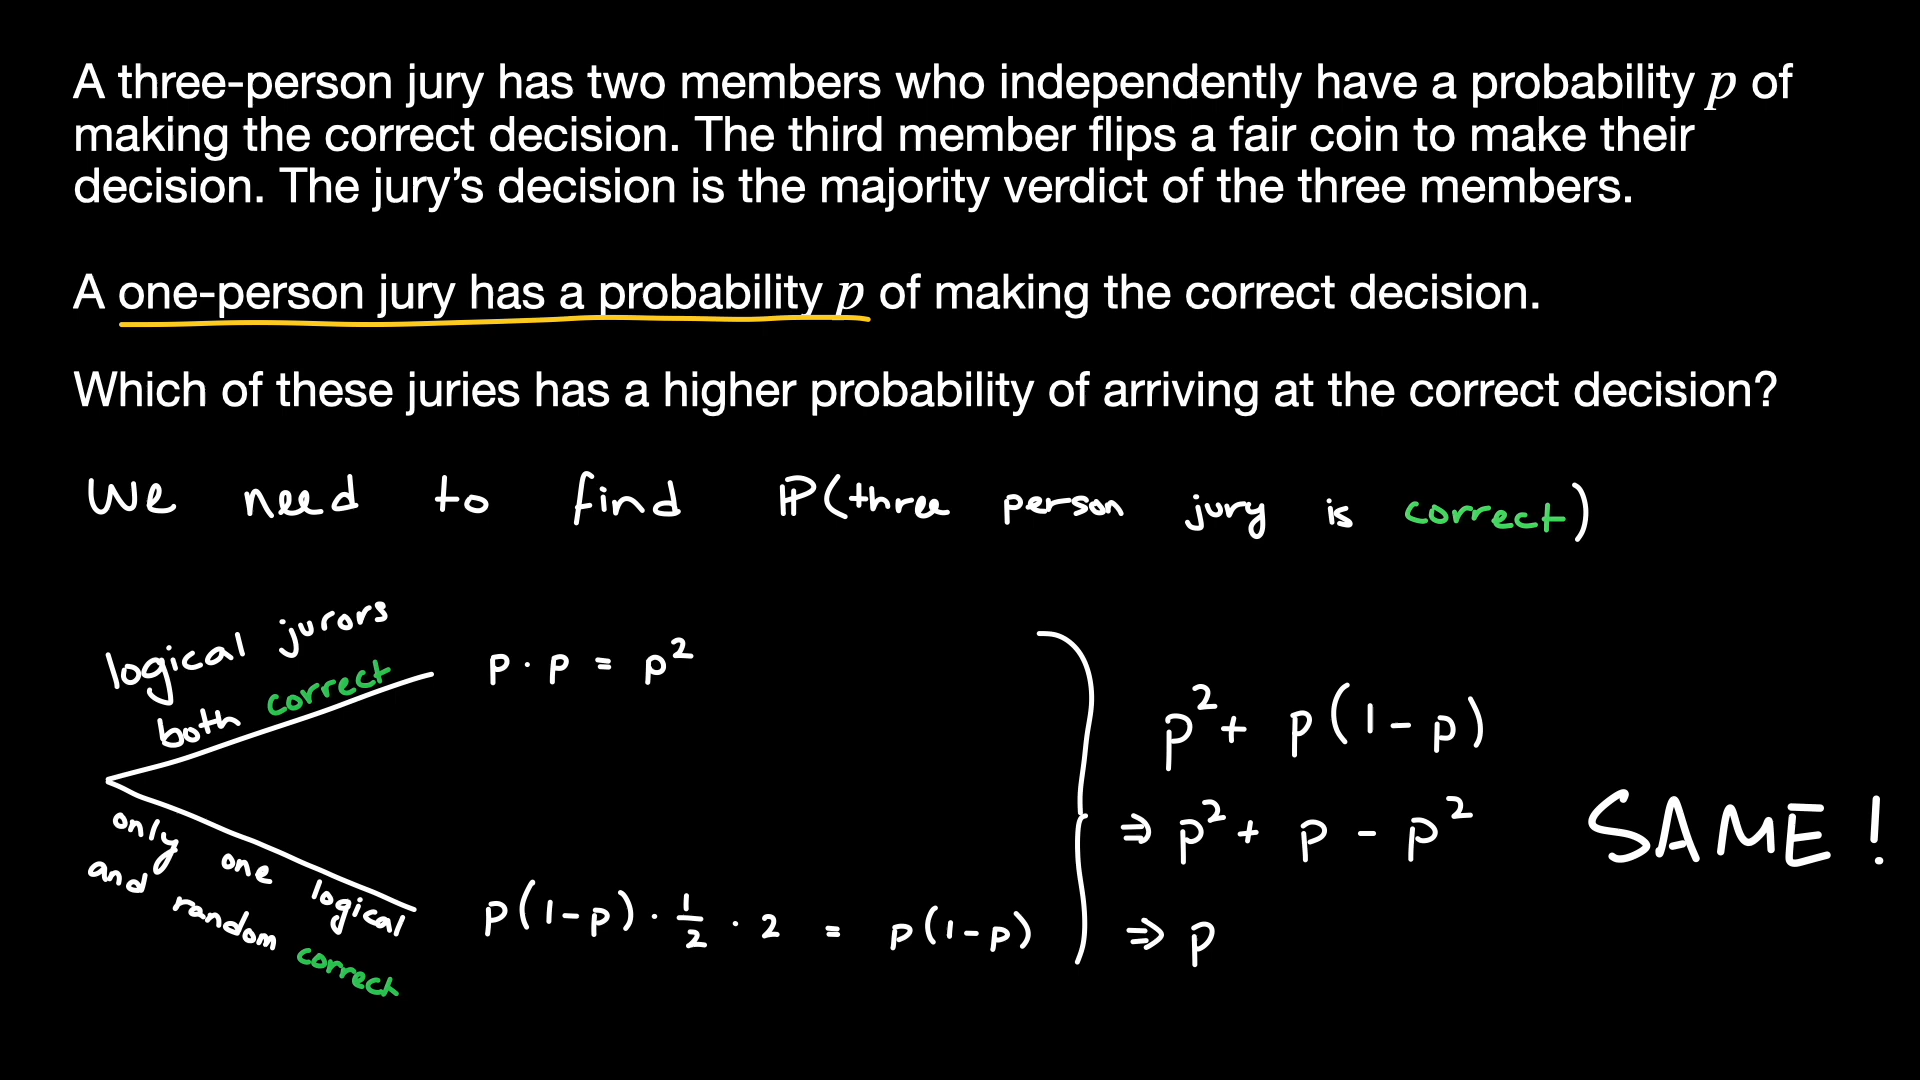 A three-person jury has two members who independently have a probability p of
making the correct decision. The third member flips a fair coin to make their
decision. The jury’s decision is the majority verdict of the three members.
A one-person jury has a probability p of making the correct decision.
Which of these juries has a higher probability of arriving at the correct decision?
We need to find ℙ(three person jury is correct)
logical jurors
both correct
p · p = p²
only one logical
and random correct
p(1-p) · 1/2 · 2 = p(1-p)
p² + p(1-p)
⇒ p² + p - p²
⇒ p
SAME!